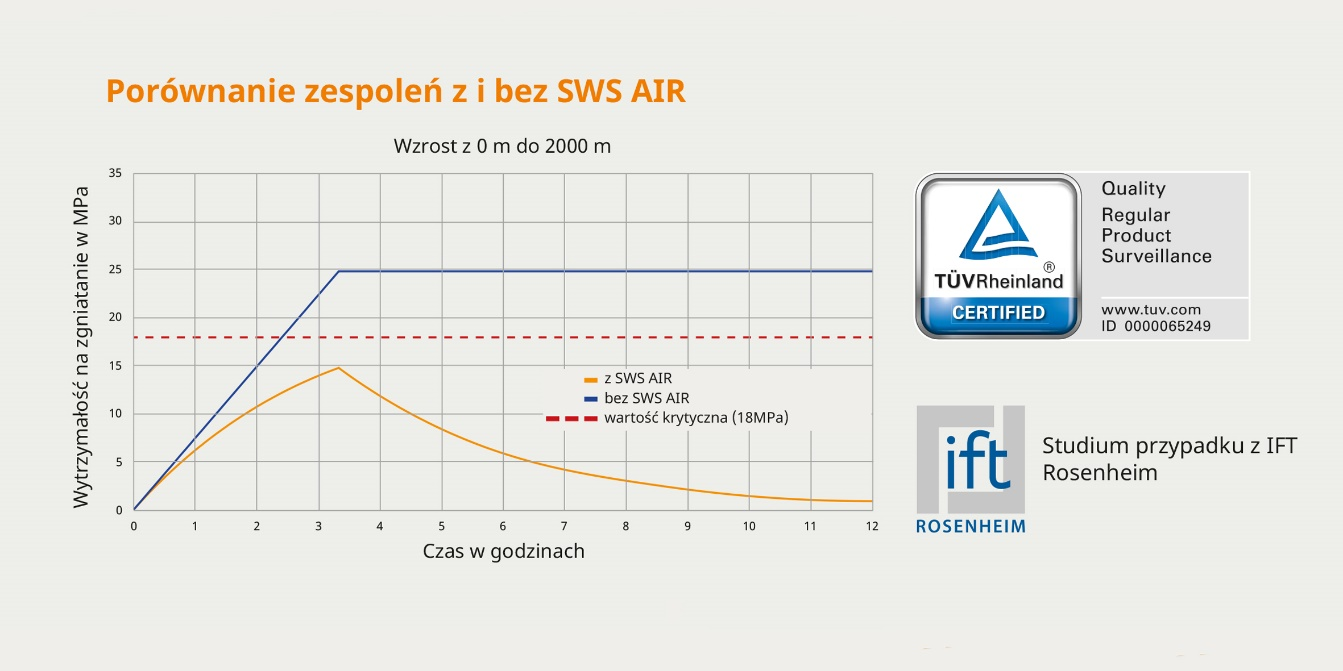 Porównanie zespoleń z i bez SWS AIR
Wzrost z 0 m do 2000 m
Wytrzymałość na zgniatanie w MPa
35
30
25
20
15
10
5
0
0 1 2 3 4 5 6 7 8 9 10 11 12
Czas w godzinach
z SWS AIR
bez SWS AIR
wartość krytyczna (18MPa)
TÜVRheinland®
CERTIFIED
Quality
Regular
Product
Surveillance
www.tuv.com
ID 0000065249
ift
ROSENHEIM
Studium przypadku z IFT
Rosenheim